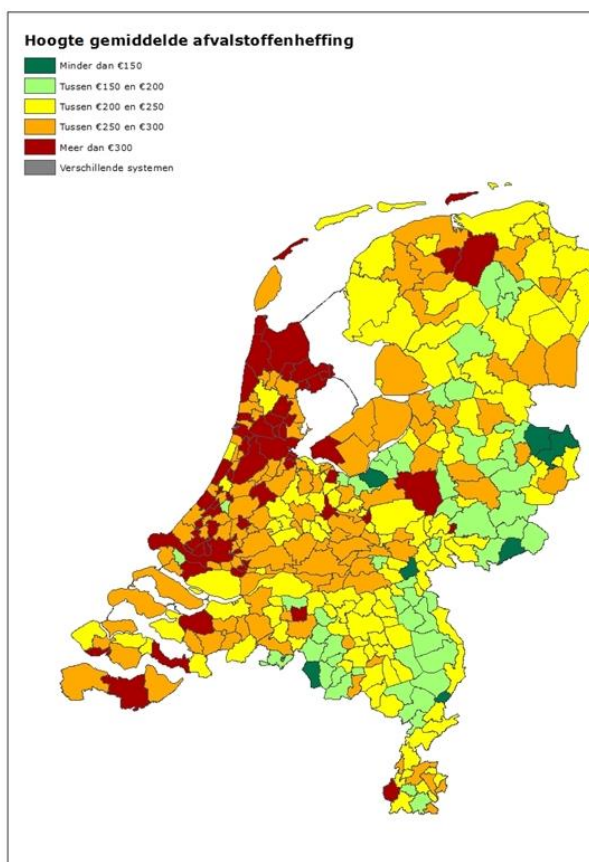 Hoogte gemiddelde afvalstoffenheffing
Minder dan €150
Tussen €150 en €200
Tussen €200 en €250
Tussen €250 en €300
Meer dan €300
Verschillende systemen